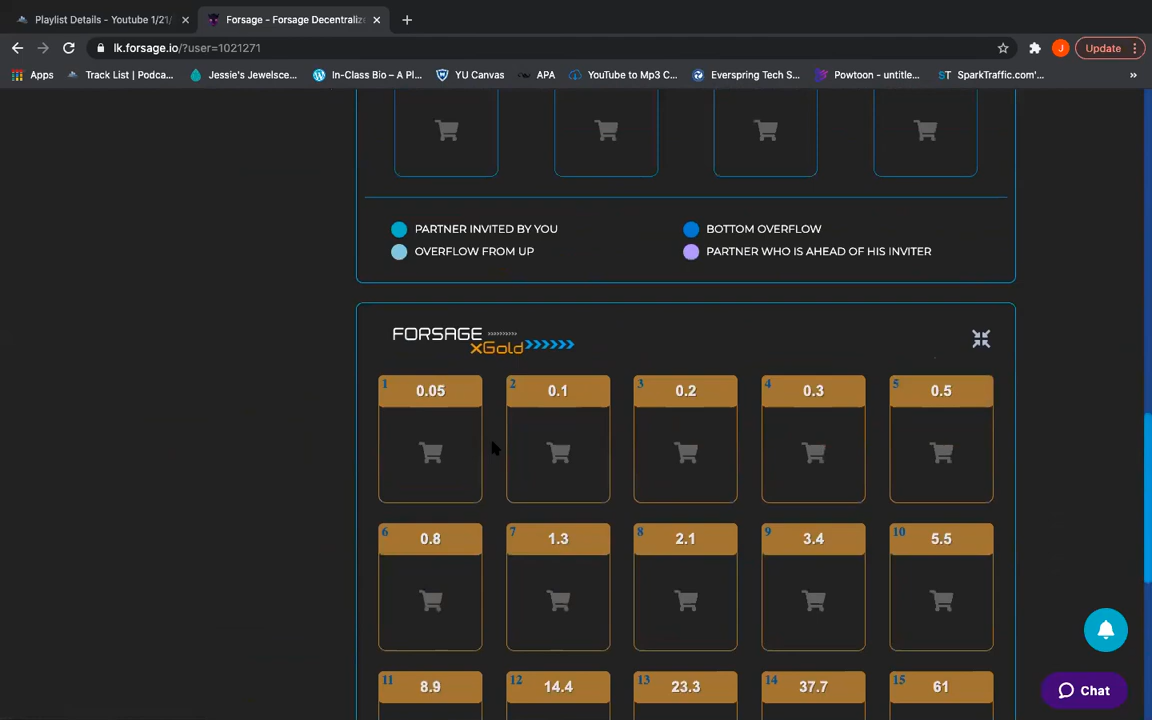 Playlist Details - Youtube 1/21/
Forsage - Forsage Decentraliz
lk.forsage.io/?user=1021271
J
Update
Apps
Track List | Podca...
Jessie's Jewelsce...
In-Class Bio – A Pl...
YU Canvas
APA
YouTube to Mp3 C...
Everspring Tech S...
Powtoon - untitle...
ST SparkTraffic.com'...
»
PARTNER INVITED BY YOU
BOTTOM OVERFLOW
OVERFLOW FROM UP
PARTNER WHO IS AHEAD OF HIS INVITER
FORSAGE
xGold
1 0.05
2 0.1
3 0.2
4 0.3
5 0.5
6 0.8
7 1.3
8 2.1
9 3.4
10 5.5
11 8.9
12 14.4
13 23.3
14 37.7
15 61
Chat